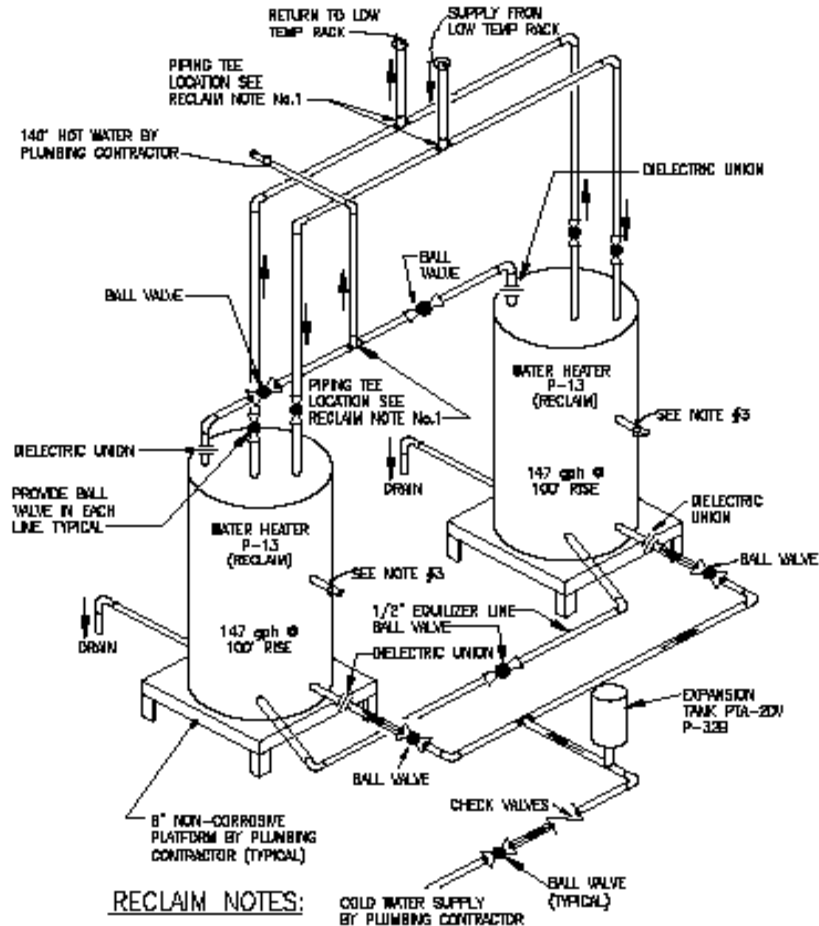 RETURN TO LOW
TEMP RACK
SUPPLY FROM
LOW TEMP RACK
PIPING TEE
LOCATION SEE
RECLAIM NOTE No.1
140° HOT WATER BY
PLUMBING CONTRACTOR
DIELECTRIC UNION
BALL
VALVE
BALL VALVE
PIPING TEE
LOCATION SEE
RECLAIM NOTE No.1
WATER HEATER
P-13
(RECLAIM)
SEE NOTE #3
147 gph @
100° RISE
DIELECTRIC UNION
DRAIN
PROVIDE BALL
VALVE IN EACH
LINE TYPICAL
DIELECTRIC
UNION
WATER HEATER
P-13
(RECLAIM)
BALL VALVE
SEE NOTE #3
1/2" EQUILIZER LINE
BALL VALVE
147 gph @
100° RISE
DRAIN
DIELECTRIC UNION
EXPANSION
TANK PTA-20V
P-32B
BALL VALVE
CHECK VALVES
6" NON-CORROSIVE
PLATFORM BY PLUMBING
CONTRACTOR (TYPICAL)
RECLAIM NOTES:
COLD WATER SUPPLY
BY PLUMBING CONTRACTOR
BALL VALVE
(TYPICAL)